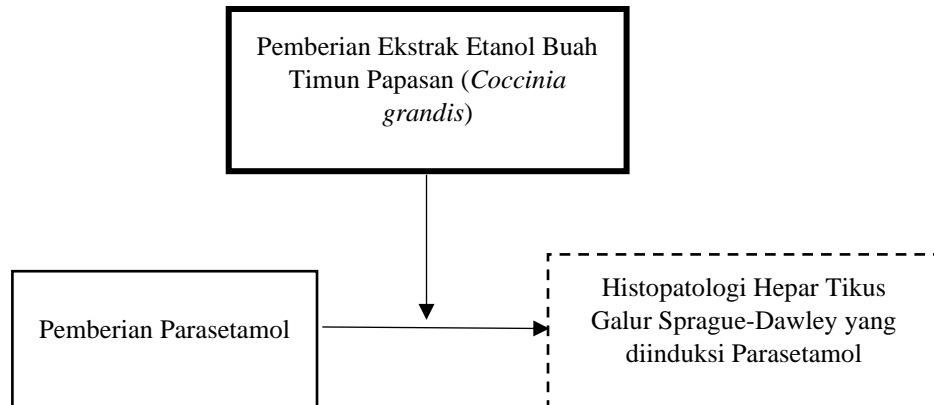 Pemberian Ekstrak Etanol Buah
Timun Papasan (Coccinia
grandis)
Pemberian Parasetamol
Histopatologi Hepar Tikus
Galur Sprague-Dawley yang
diinduksi Parasetamol